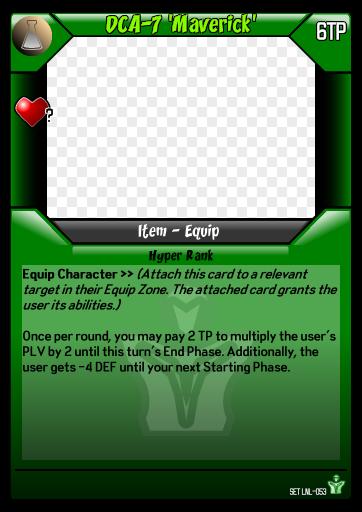 DCA-7 'Maverick'
6TP
?
Item - Equip
Hyper Rank
Equip Character >> (Attach this card to a relevant
target in their Equip Zone. The attached card grants the
user its abilities.)
Once per round, you may pay 2 TP to multiply the user's
PLV by 2 until this turn's End Phase. Additionally, the
user gets -4 DEF until your next Starting Phase.
SET LNL-053